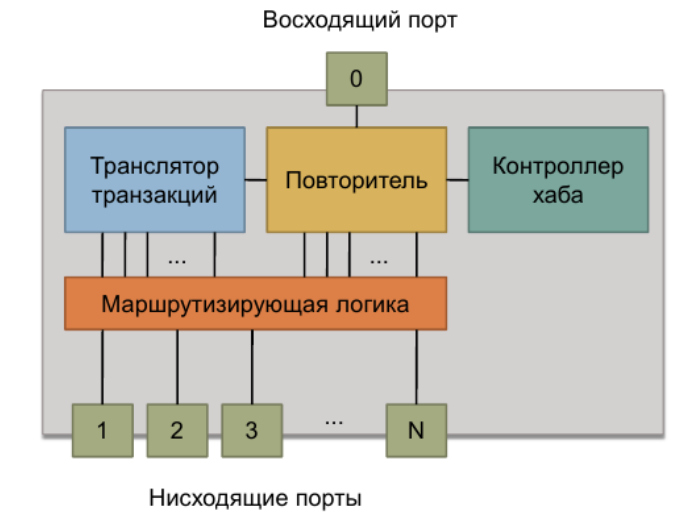 Восходящий порт
0
Транслятор
транзакций
Повторитель
Контроллер
хаба
...
...
Маршрутизирующая логика
1
2
3
...
N
Нисходящие порты